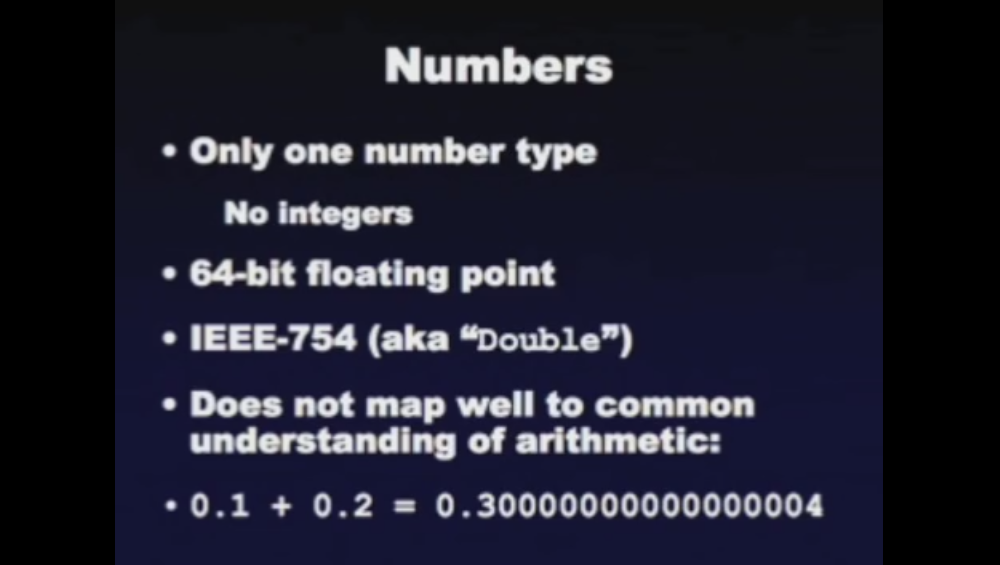 Numbers
• Only one number type
No integers
• 64-bit floating point
• IEEE-754 (aka “Double”)
• Does not map well to common
understanding of arithmetic:
• 0.1 + 0.2 = 0.30000000000000004